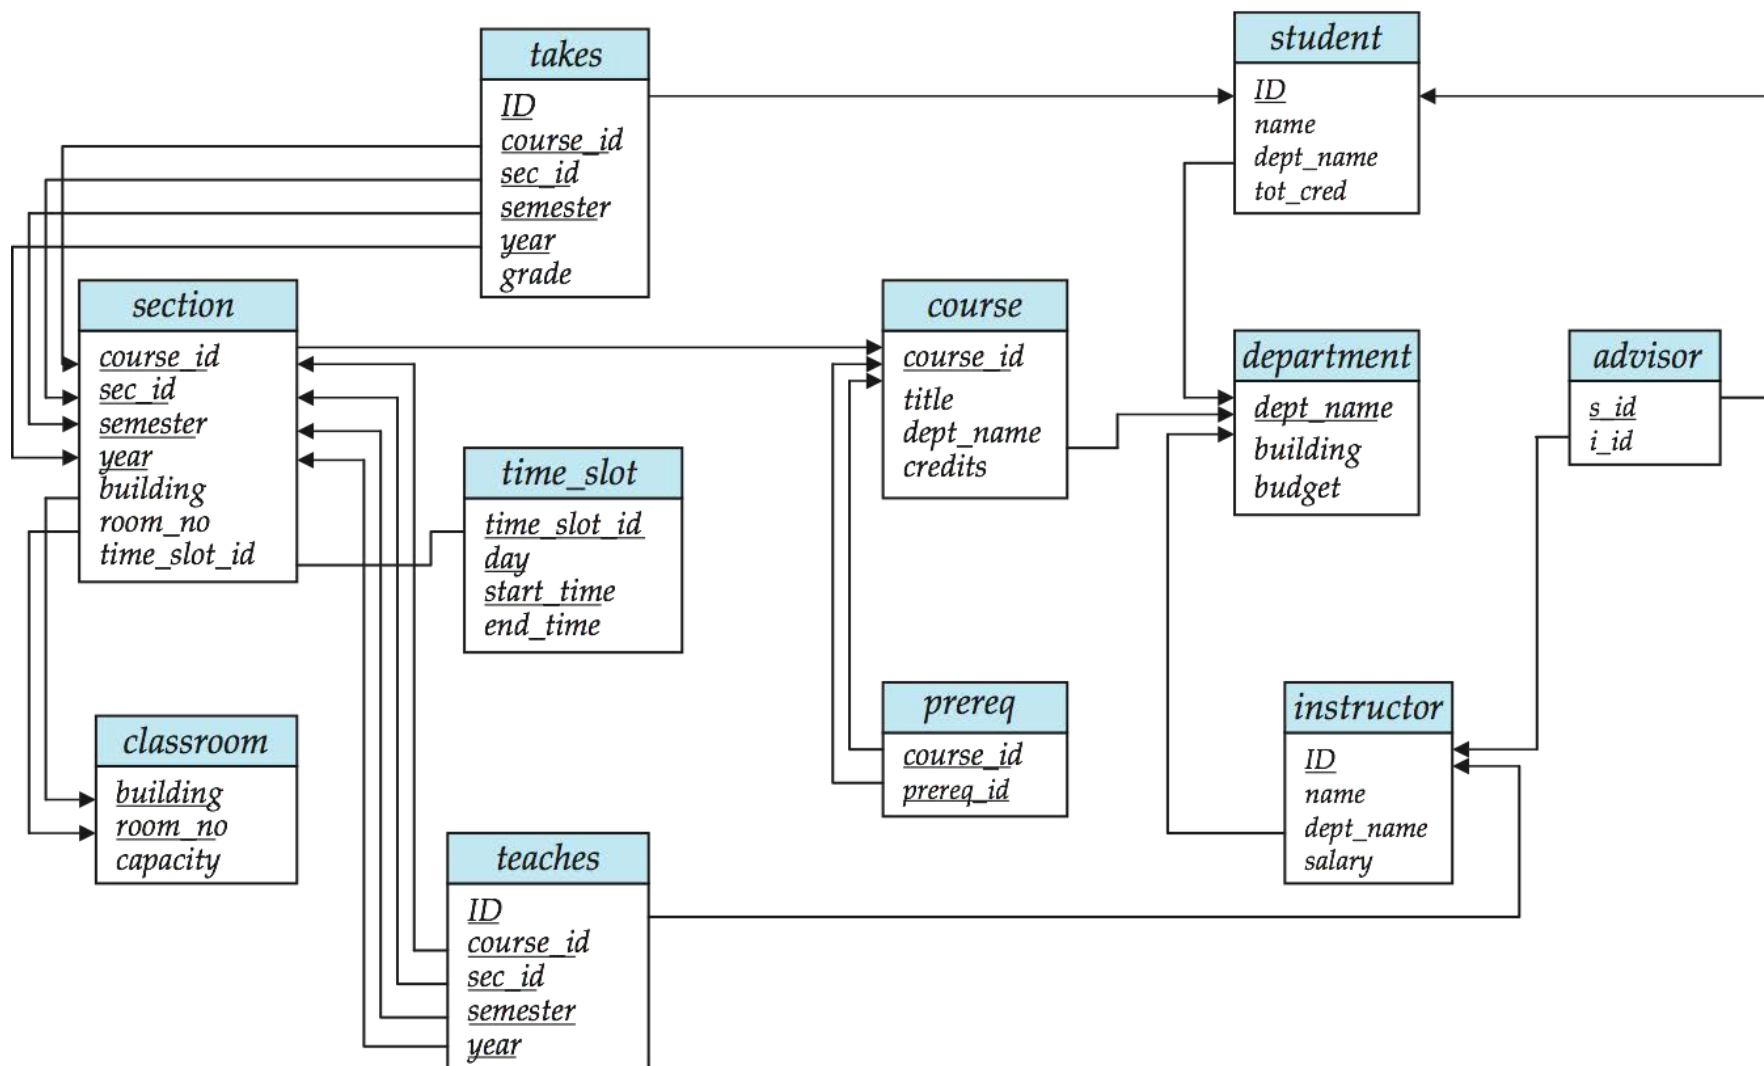 takes
ID
course_id
sec_id
semester
year
grade
student
ID
name
dept_name
tot_cred
section
course_id
sec_id
semester
year
building
room_no
time_slot_id
time_slot
time_slot_id
day
start_time
end_time
course
course_id
title
dept_name
credits
department
dept_name
building
budget
advisor
s_id
i_id
classroom
building
room_no
capacity
prereq
course_id
prereq_id
instructor
ID
name
dept_name
salary
teaches
ID
course_id
sec_id
semester
year